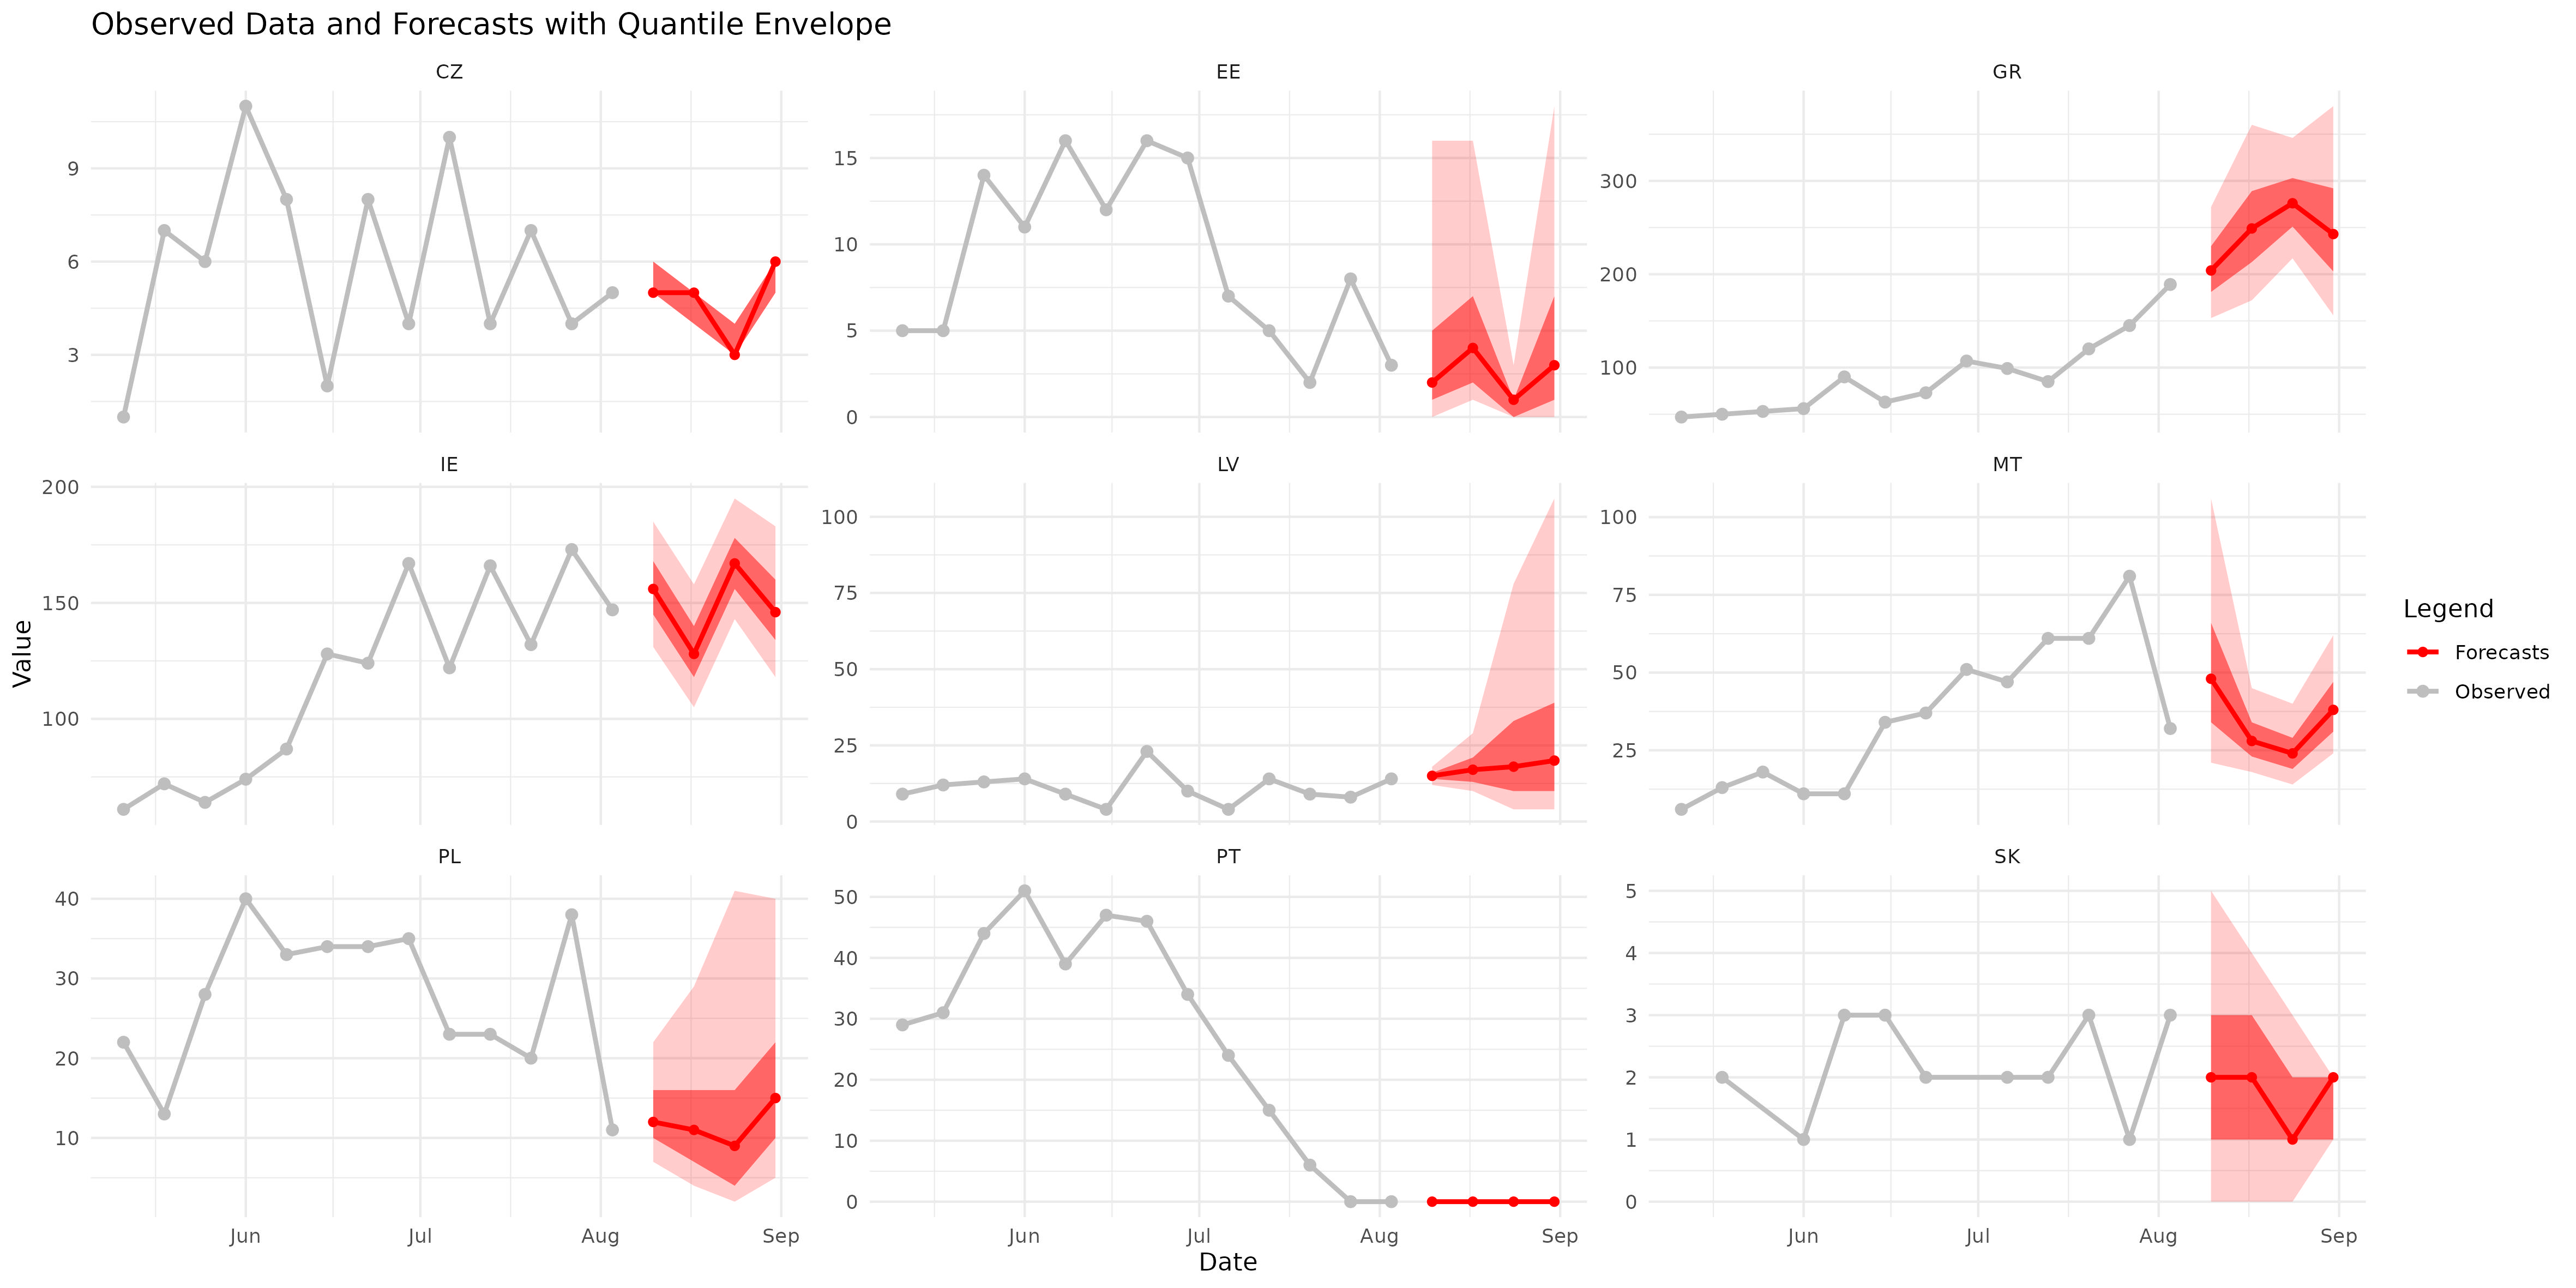 Observed Data and Forecasts with Quantile Envelope
CZ
EE
GR
9
6
3
15
10
5
0
300
200
100
IE
LV
MT
200
150
100
100
75
50
25
0
100
75
50
25
PL
PT
SK
40
30
20
10
50
40
30
20
10
0
5
4
3
2
1
0
Jun Jul Aug Sep
Jun Jul Aug Sep
Jun Jul Aug Sep
Value
Date
Legend
Forecasts
Observed